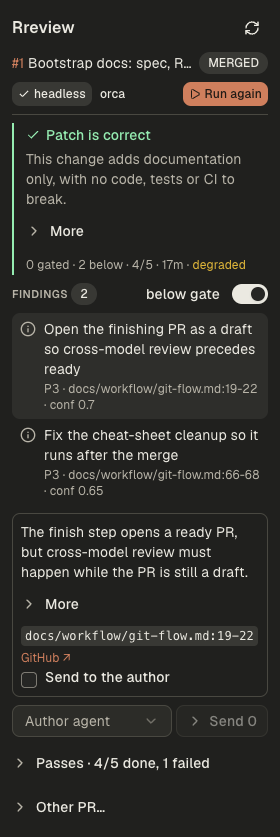 Rreview
#1 Bootstrap docs: spec, R... MERGED
headless orca Run again
Patch is correct
This change adds documentation
only, with no code, tests or CI to
break.
More
0 gated · 2 below · 4/5 · 17m · degraded
FINDINGS 2 below gate
Open the finishing PR as a draft
so cross-model review precedes
ready
P3 · docs/workflow/git-flow.md:19-22
· conf 0.7
Fix the cheat-sheet cleanup so it
runs after the merge
P3 · docs/workflow/git-flow.md:66-68
· conf 0.65
The finish step opens a ready PR,
but cross-model review must
happen while the PR is still a draft.
More
docs/workflow/git-flow.md:19-22
GitHub ↗
Send to the author
Author agent Send 0
Passes · 4/5 done, 1 failed
Other PR...